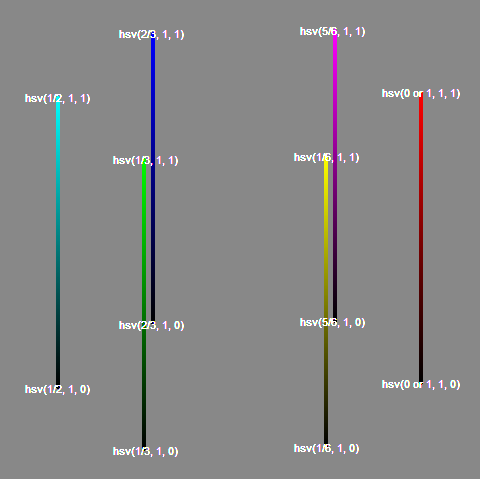 hsv(5/6, 1, 1)
hsv(2/3, 1, 1)
hsv(0 or 1, 1, 1)
hsv(1/2, 1, 1)
hsv(1/6, 1, 1)
hsv(1/3, 1, 1)
hsv(5/6, 1, 0)
hsv(2/3, 1, 0)
hsv(0 or 1, 1, 0)
hsv(1/2, 1, 0)
hsv(1/6, 1, 0)
hsv(1/3, 1, 0)